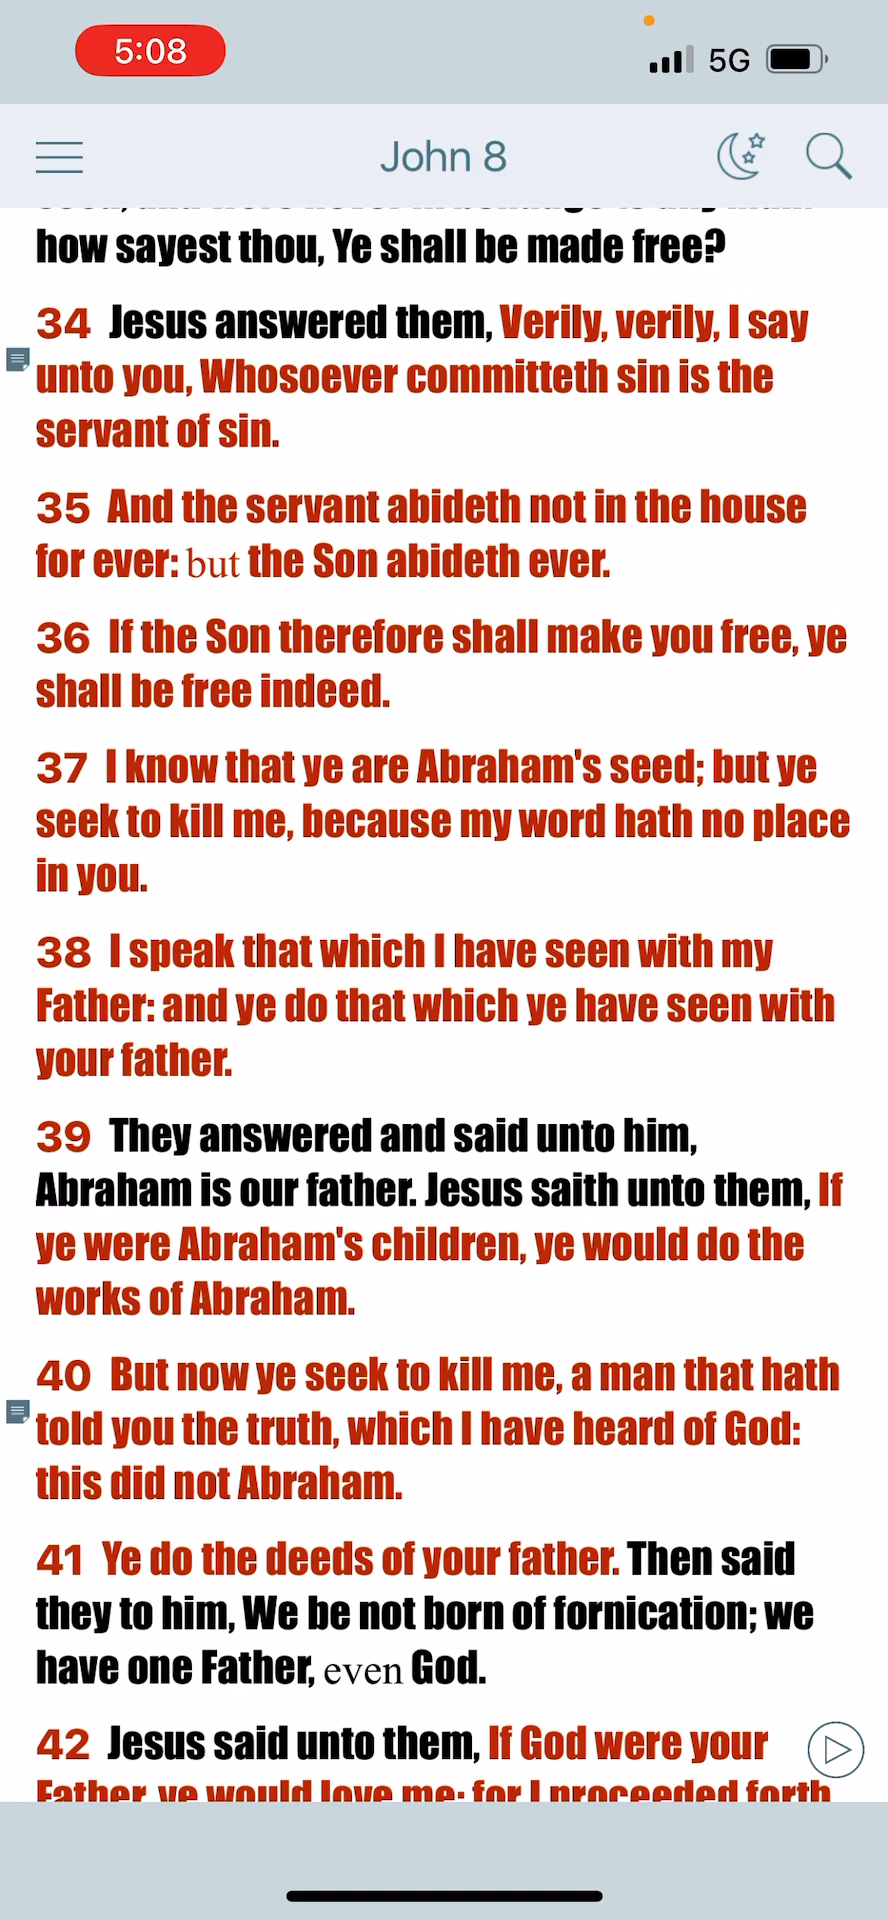 5:08
5G
John 8
how sayest thou, Ye shall be made free?
34 Jesus answered them, Verily, verily, I say
unto you, Whosoever committeth sin is the
servant of sin.
35 And the servant abideth not in the house
for ever: but the Son abideth ever.
36 If the Son therefore shall make you free, ye
shall be free indeed.
37 I know that ye are Abraham's seed; but ye
seek to kill me, because my word hath no place
in you.
38 I speak that which I have seen with my
Father: and ye do that which ye have seen with
your father.
39 They answered and said unto him,
Abraham is our father. Jesus saith unto them, If
ye were Abraham's children, ye would do the
works of Abraham.
40 But now ye seek to kill me, a man that hath
told you the truth, which I have heard of God:
this did not Abraham.
41 Ye do the deeds of your father. Then said
they to him, We be not born of fornication; we
have one Father, even God.
42 Jesus said unto them, If God were your
Father, ye would love me: for I proceeded forth